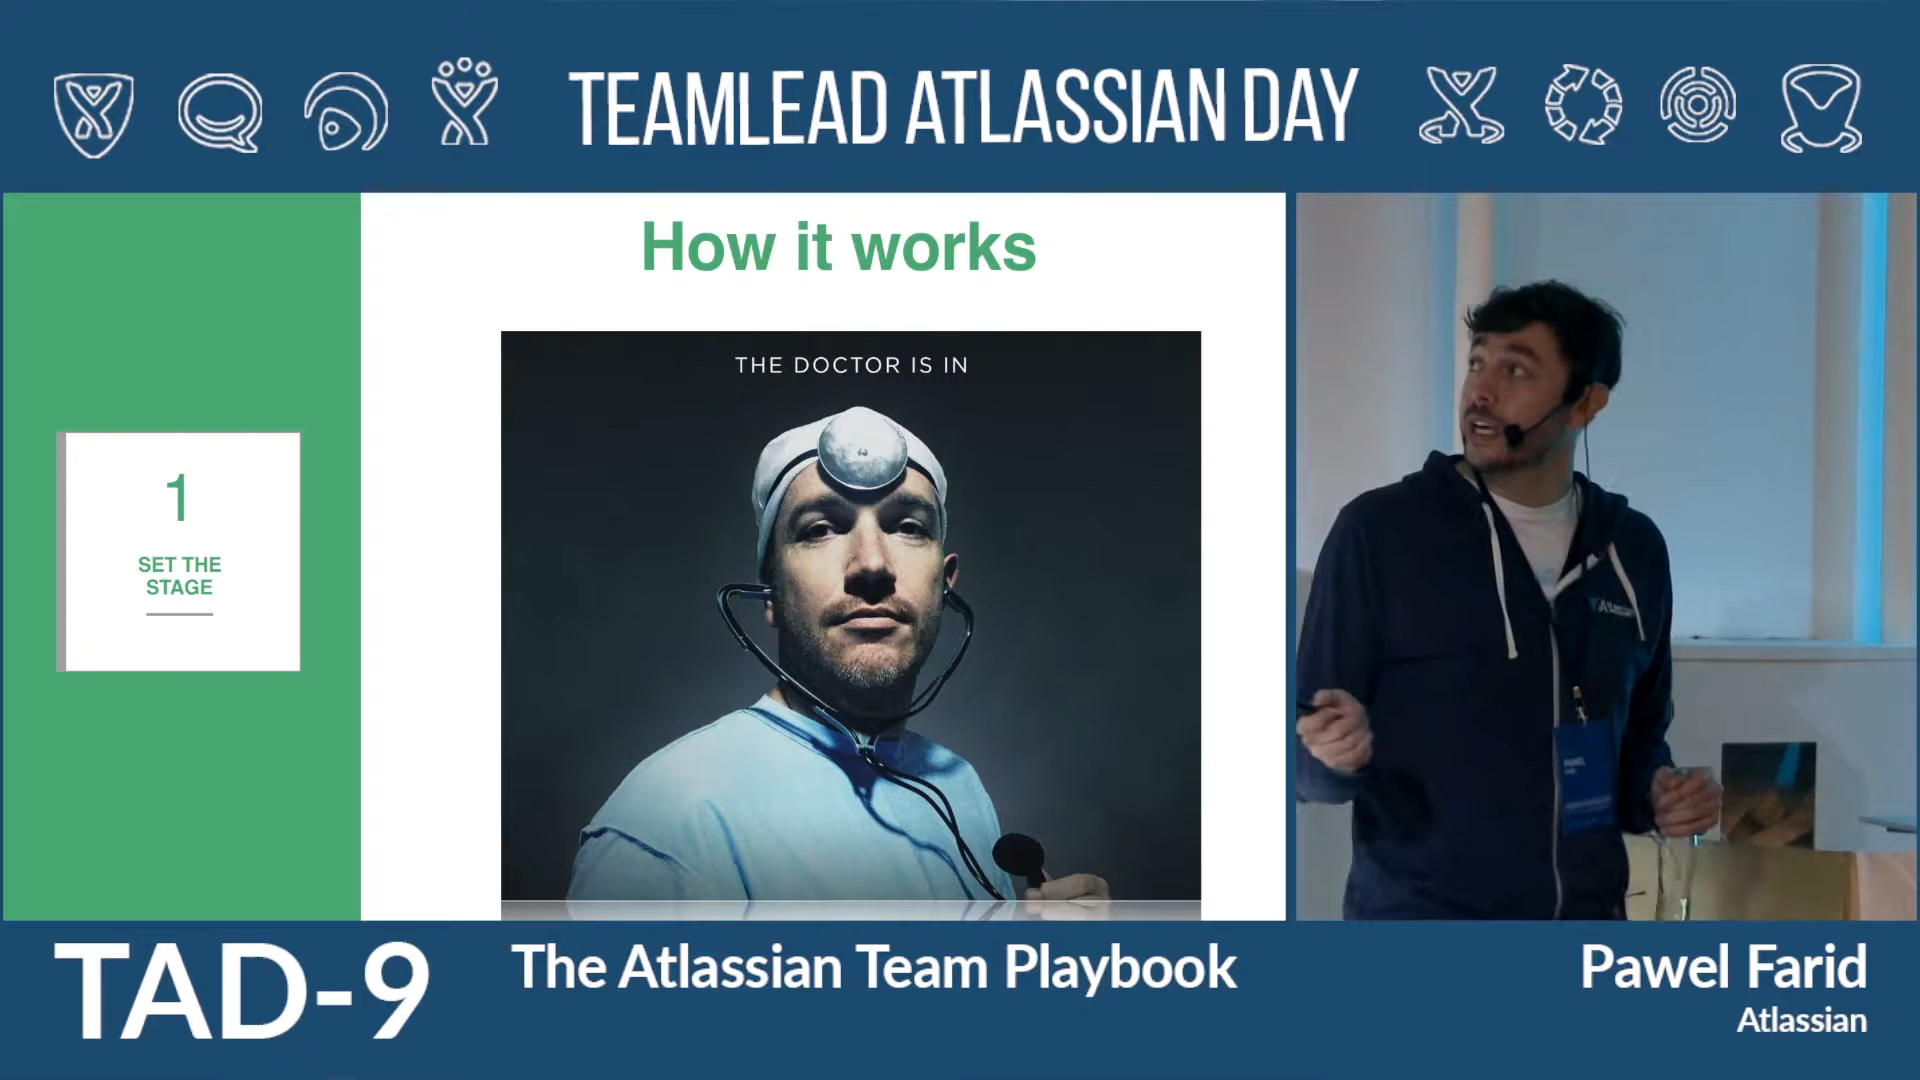 TEAMLEAD ATLASSIAN DAY
How it works
THE DOCTOR IS IN
1
SET THE
STAGE
PAWEL
TAD-9
The Atlassian Team Playbook
Pawel Farid
Atlassian